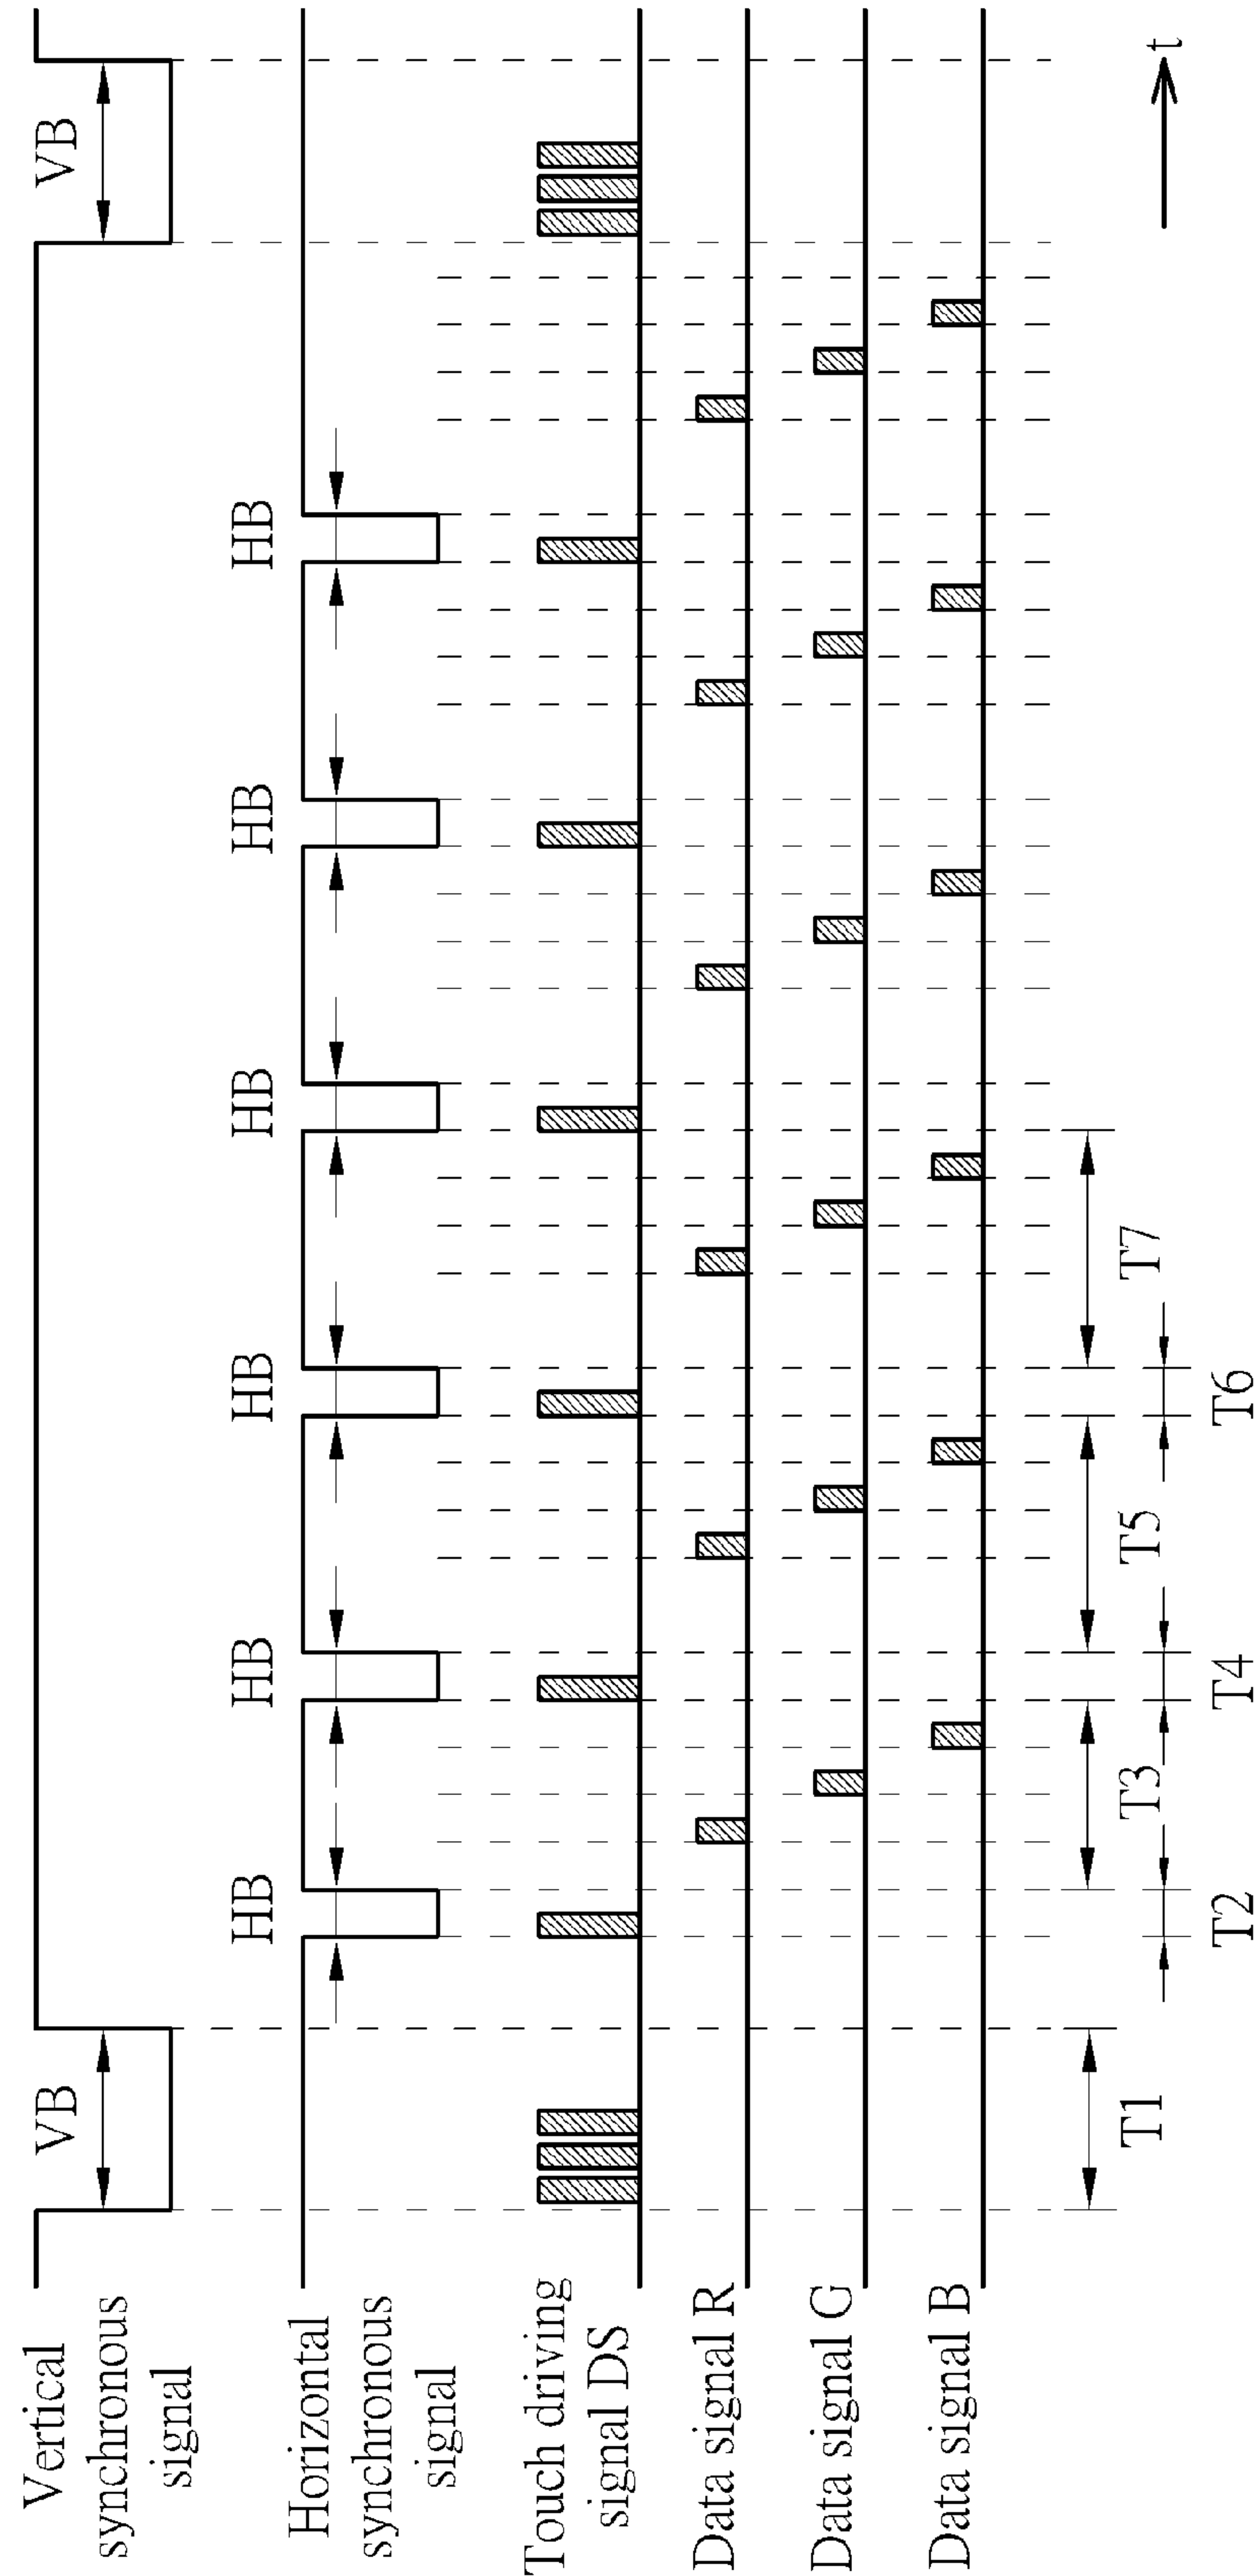 Vertical
synchronous
signal
VB
VB
Horizontal
synchronous
signal
HB
HB
HB
HB
HB
HB
Touch driving
signal DS
Data signal R
Data signal G
Data signal B
T1
T3
T5
T7
T2
T4
T6
t